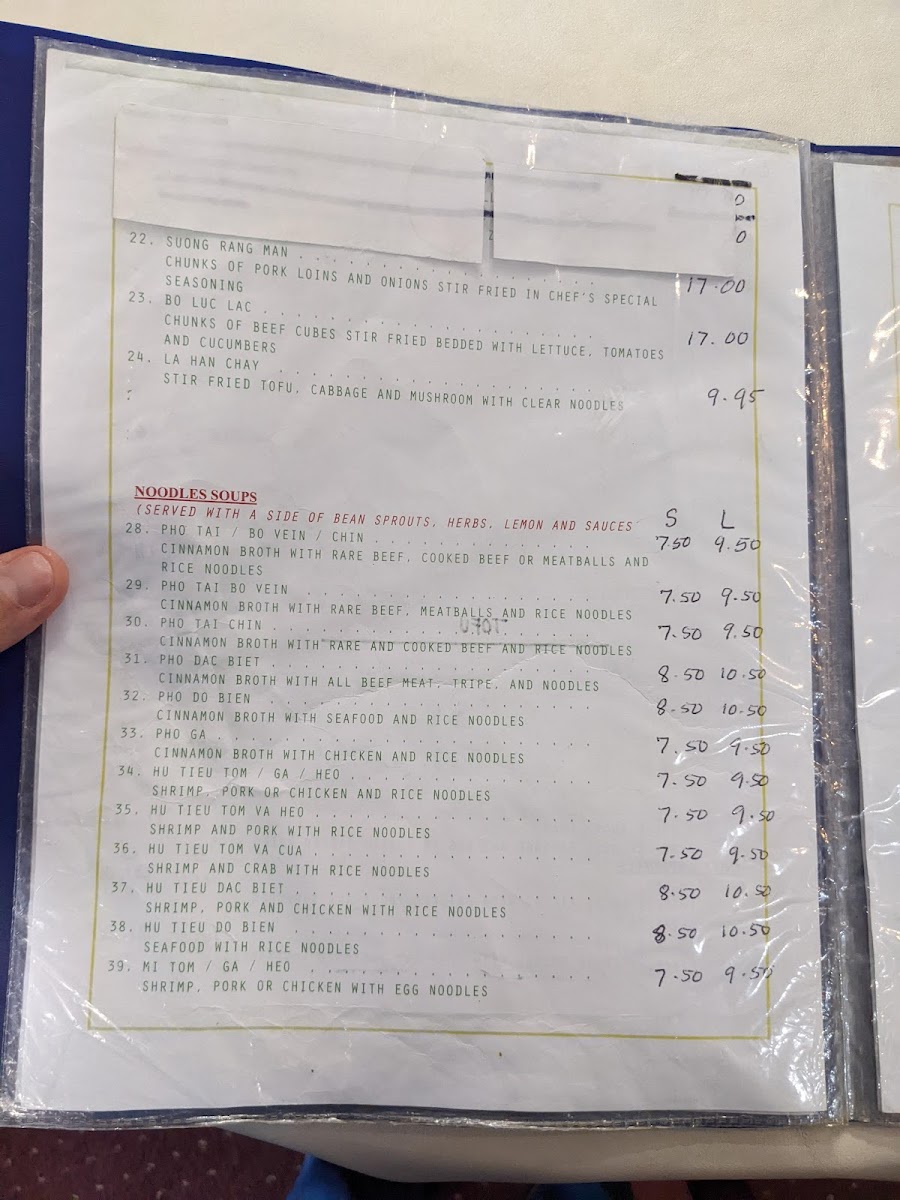 0
0
22. SUONG RANG MAN . . . . . . . . . . . . . . . . . . . 17.00
CHUNKS OF PORK LOINS AND ONIONS STIR FRIED IN CHEF'S SPECIAL
SEASONING
23. BO LUC LAC . . . . . . . . . . . . . . . . . . . . . 17.00
CHUNKS OF BEEF CUBES STIR FRIED BEDDED WITH LETTUCE, TOMATOES
AND CUCUMBERS
24. LA HAN CHAY . . . . . . . . . . . . . . . . . . . . 9.95
STIR FRIED TOFU, CABBAGE AND MUSHROOM WITH CLEAR NOODLES
NOODLES SOUPS
(SERVED WITH A SIDE OF BEAN SPROUTS, HERBS, LEMON AND SAUCES S L
28. PHO TAI / BO VEIN / CHIN . . . . . . . . . . . . . . 7.50 9.50
CINNAMON BROTH WITH RARE BEEF, COOKED BEEF OR MEATBALLS AND
RICE NOODLES
29. PHO TAI BO VEIN . . . . . . . . . . . . . . . . . . 7.50 9.50
CINNAMON BROTH WITH RARE BEEF, MEATBALLS AND RICE NOODLES
30. PHO TAI CHIN . . . . . . . . . . . . . . . . . . . . 7.50 9.50
CINNAMON BROTH WITH RARE AND COOKED BEEF AND RICE NOODLES
31. PHO DAC BIET . . . . . . . . . . . . . . . . . . . . 8.50 10.50
CINNAMON BROTH WITH ALL BEEF MEAT, TRIPE, AND NOODLES
32. PHO DO BIEN . . . . . . . . . . . . . . . . . . . . 8.50 10.50
CINNAMON BROTH WITH SEAFOOD AND RICE NOODLES
33. PHO GA . . . . . . . . . . . . . . . . . . . . . . . 7.50 9.50
CINNAMON BROTH WITH CHICKEN AND RICE NOODLES
34. HU TIEU TOM / GA / HEO . . . . . . . . . . . . . . . 7.50 9.50
SHRIMP, PORK OR CHICKEN AND RICE NOODLES
35. HU TIEU TOM VA HEO . . . . . . . . . . . . . . . . . 7.50 9.50
SHRIMP AND PORK WITH RICE NOODLES
36. HU TIEU TOM VA CUA . . . . . . . . . . . . . . . . . 7.50 9.50
SHRIMP AND CRAB WITH RICE NOODLES
37. HU TIEU DAC BIET . . . . . . . . . . . . . . . . . . 8.50 10.50
SHRIMP, PORK AND CHICKEN WITH RICE NOODLES
38. HU TIEU DO BIEN . . . . . . . . . . . . . . . . . . 8.50 10.50
SEAFOOD WITH RICE NOODLES
39. MI TOM / GA / HEO . . . . . . . . . . . . . . . . . 7.50 9.50
SHRIMP, PORK OR CHICKEN WITH EGG NOODLES